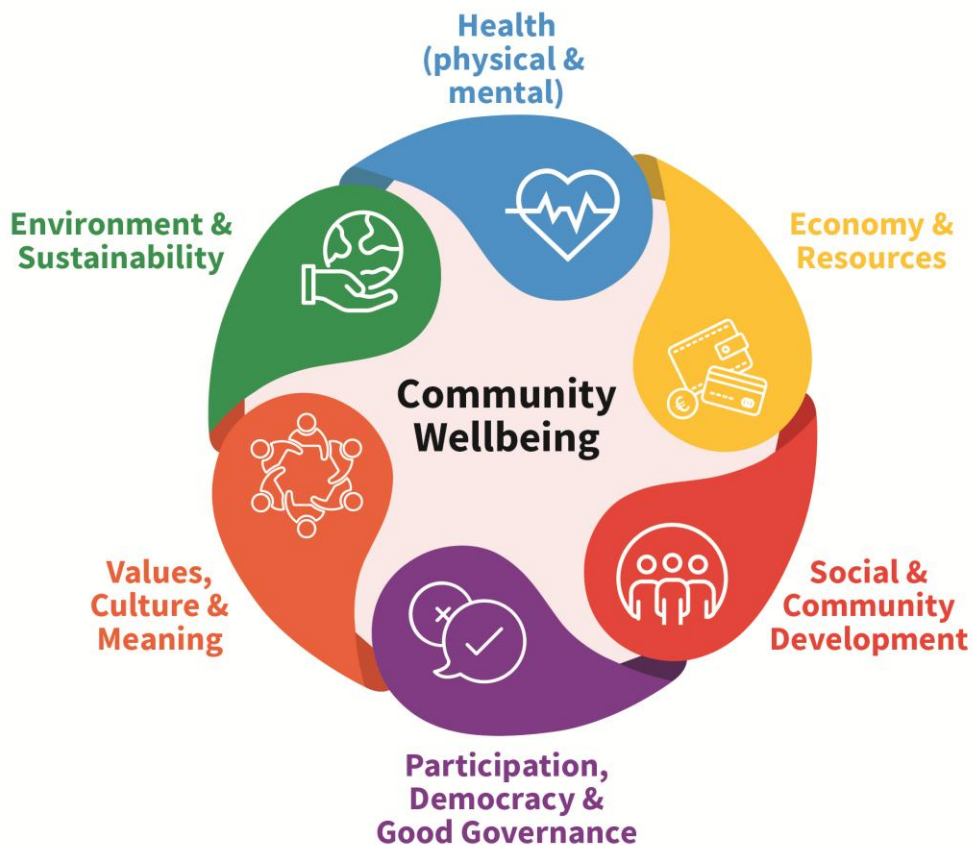 Health
(physical &
mental)
Environment &
Sustainability
Economy &
Resources
Community
Wellbeing
€
Values,
Culture &
Meaning
Social &
Community
Development
Participation,
Democracy &
Good Governance